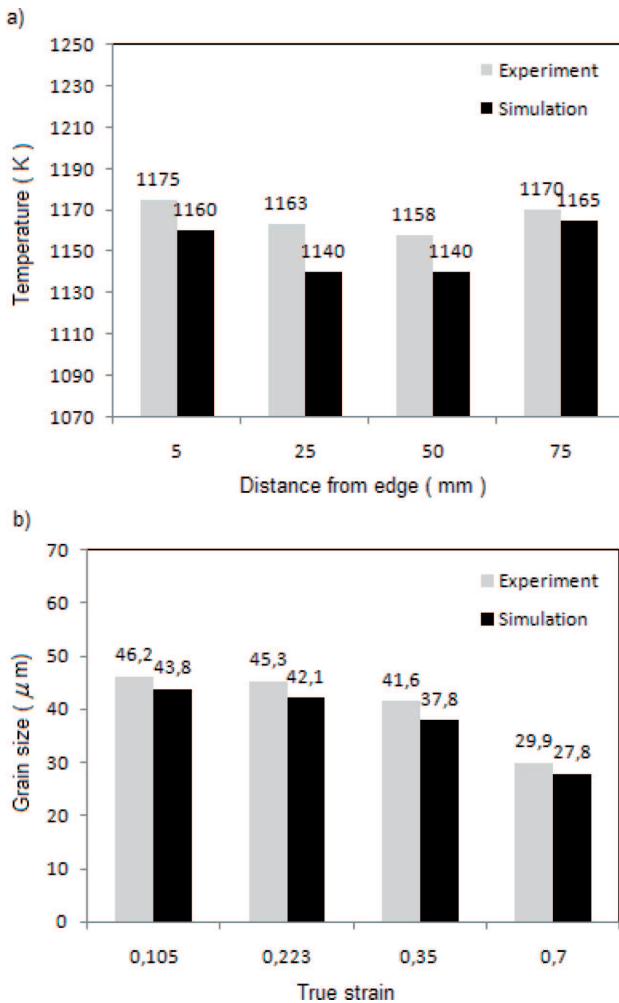 a)
1250
1230
1210
1190
1170
1150
1130
1110
1090
1070
Temperature ( K )
Experiment
Simulation
1175
1160
1163
1140
1158
1140
1170
1165
5 25 50 75
Distance from edge ( mm )
b)
70
60
50
40
30
20
10
0
Grain size ( μm)
Experiment
Simulation
46,2
43,8
45,3
42,1
41,6
37,8
29,9
27,8
0,105 0,223 0,35 0,7
True strain